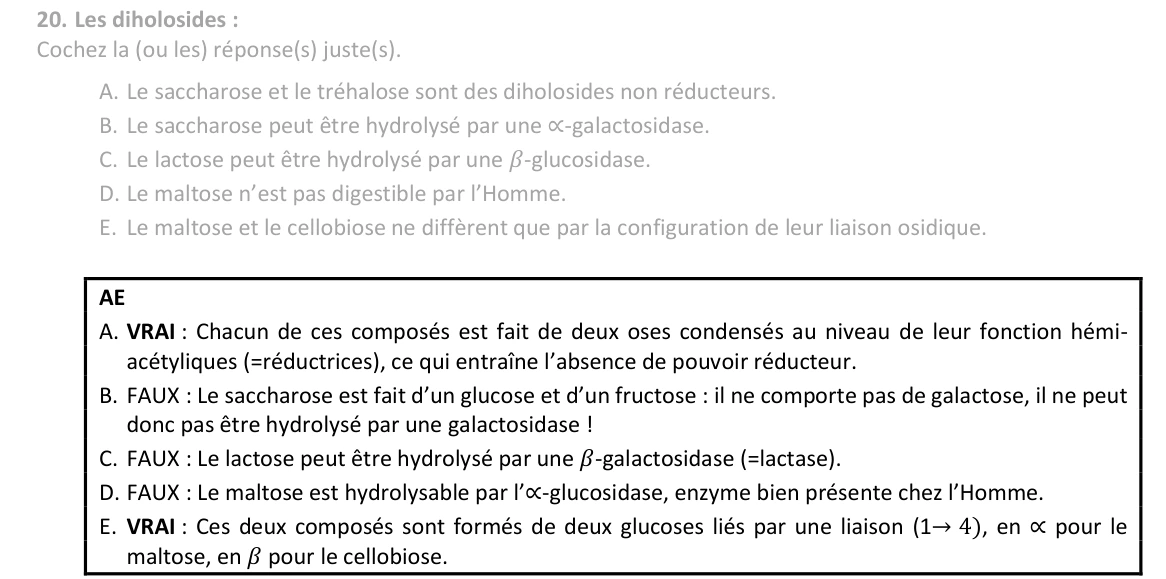 20. Les diholosides :
Cochez la (ou les) réponse(s) juste(s).
A. Le saccharose et le tréhalose sont des diholosides non réducteurs.
B. Le saccharose peut être hydrolysé par une ∝-galactosidase.
C. Le lactose peut être hydrolysé par une β-glucosidase.
D. Le maltose n’est pas digestible par l’Homme.
E. Le maltose et le cellobiose ne diffèrent que par la configuration de leur liaison osidique.
AE
A. VRAI : Chacun de ces composés est fait de deux oses condensés au niveau de leur fonction hémi-
acétyliques (=réductrices), ce qui entraîne l’absence de pouvoir réducteur.
B. FAUX : Le saccharose est fait d’un glucose et d’un fructose : il ne comporte pas de galactose, il ne peut
donc pas être hydrolysé par une galactosidase !
C. FAUX : Le lactose peut être hydrolysé par une β-galactosidase (=lactase).
D. FAUX : Le maltose est hydrolysable par l’∝-glucosidase, enzyme bien présente chez l’Homme.
E. VRAI : Ces deux composés sont formés de deux glucoses liés par une liaison (1→ 4), en ∝ pour le
maltose, en β pour le cellobiose.